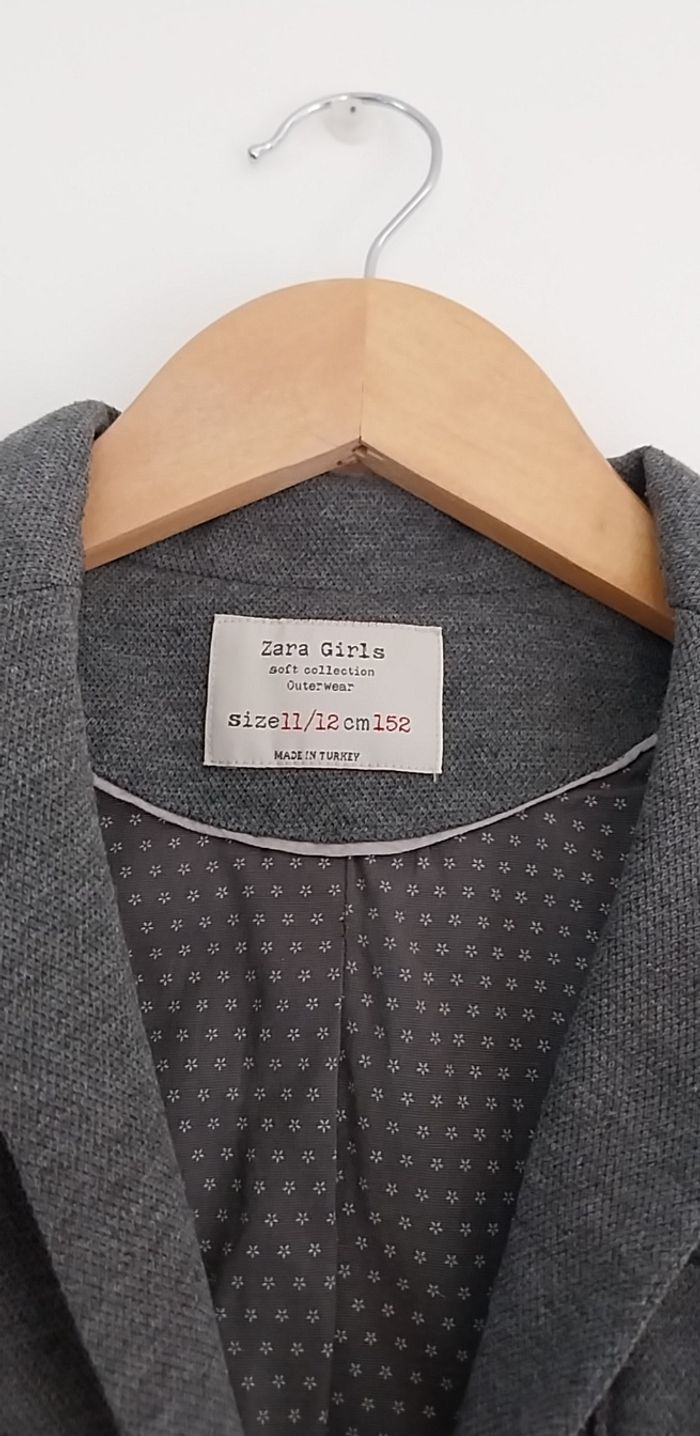 Zara Girls
soft collection
Outerwear
size11/12cm152
MADE IN TURKEY